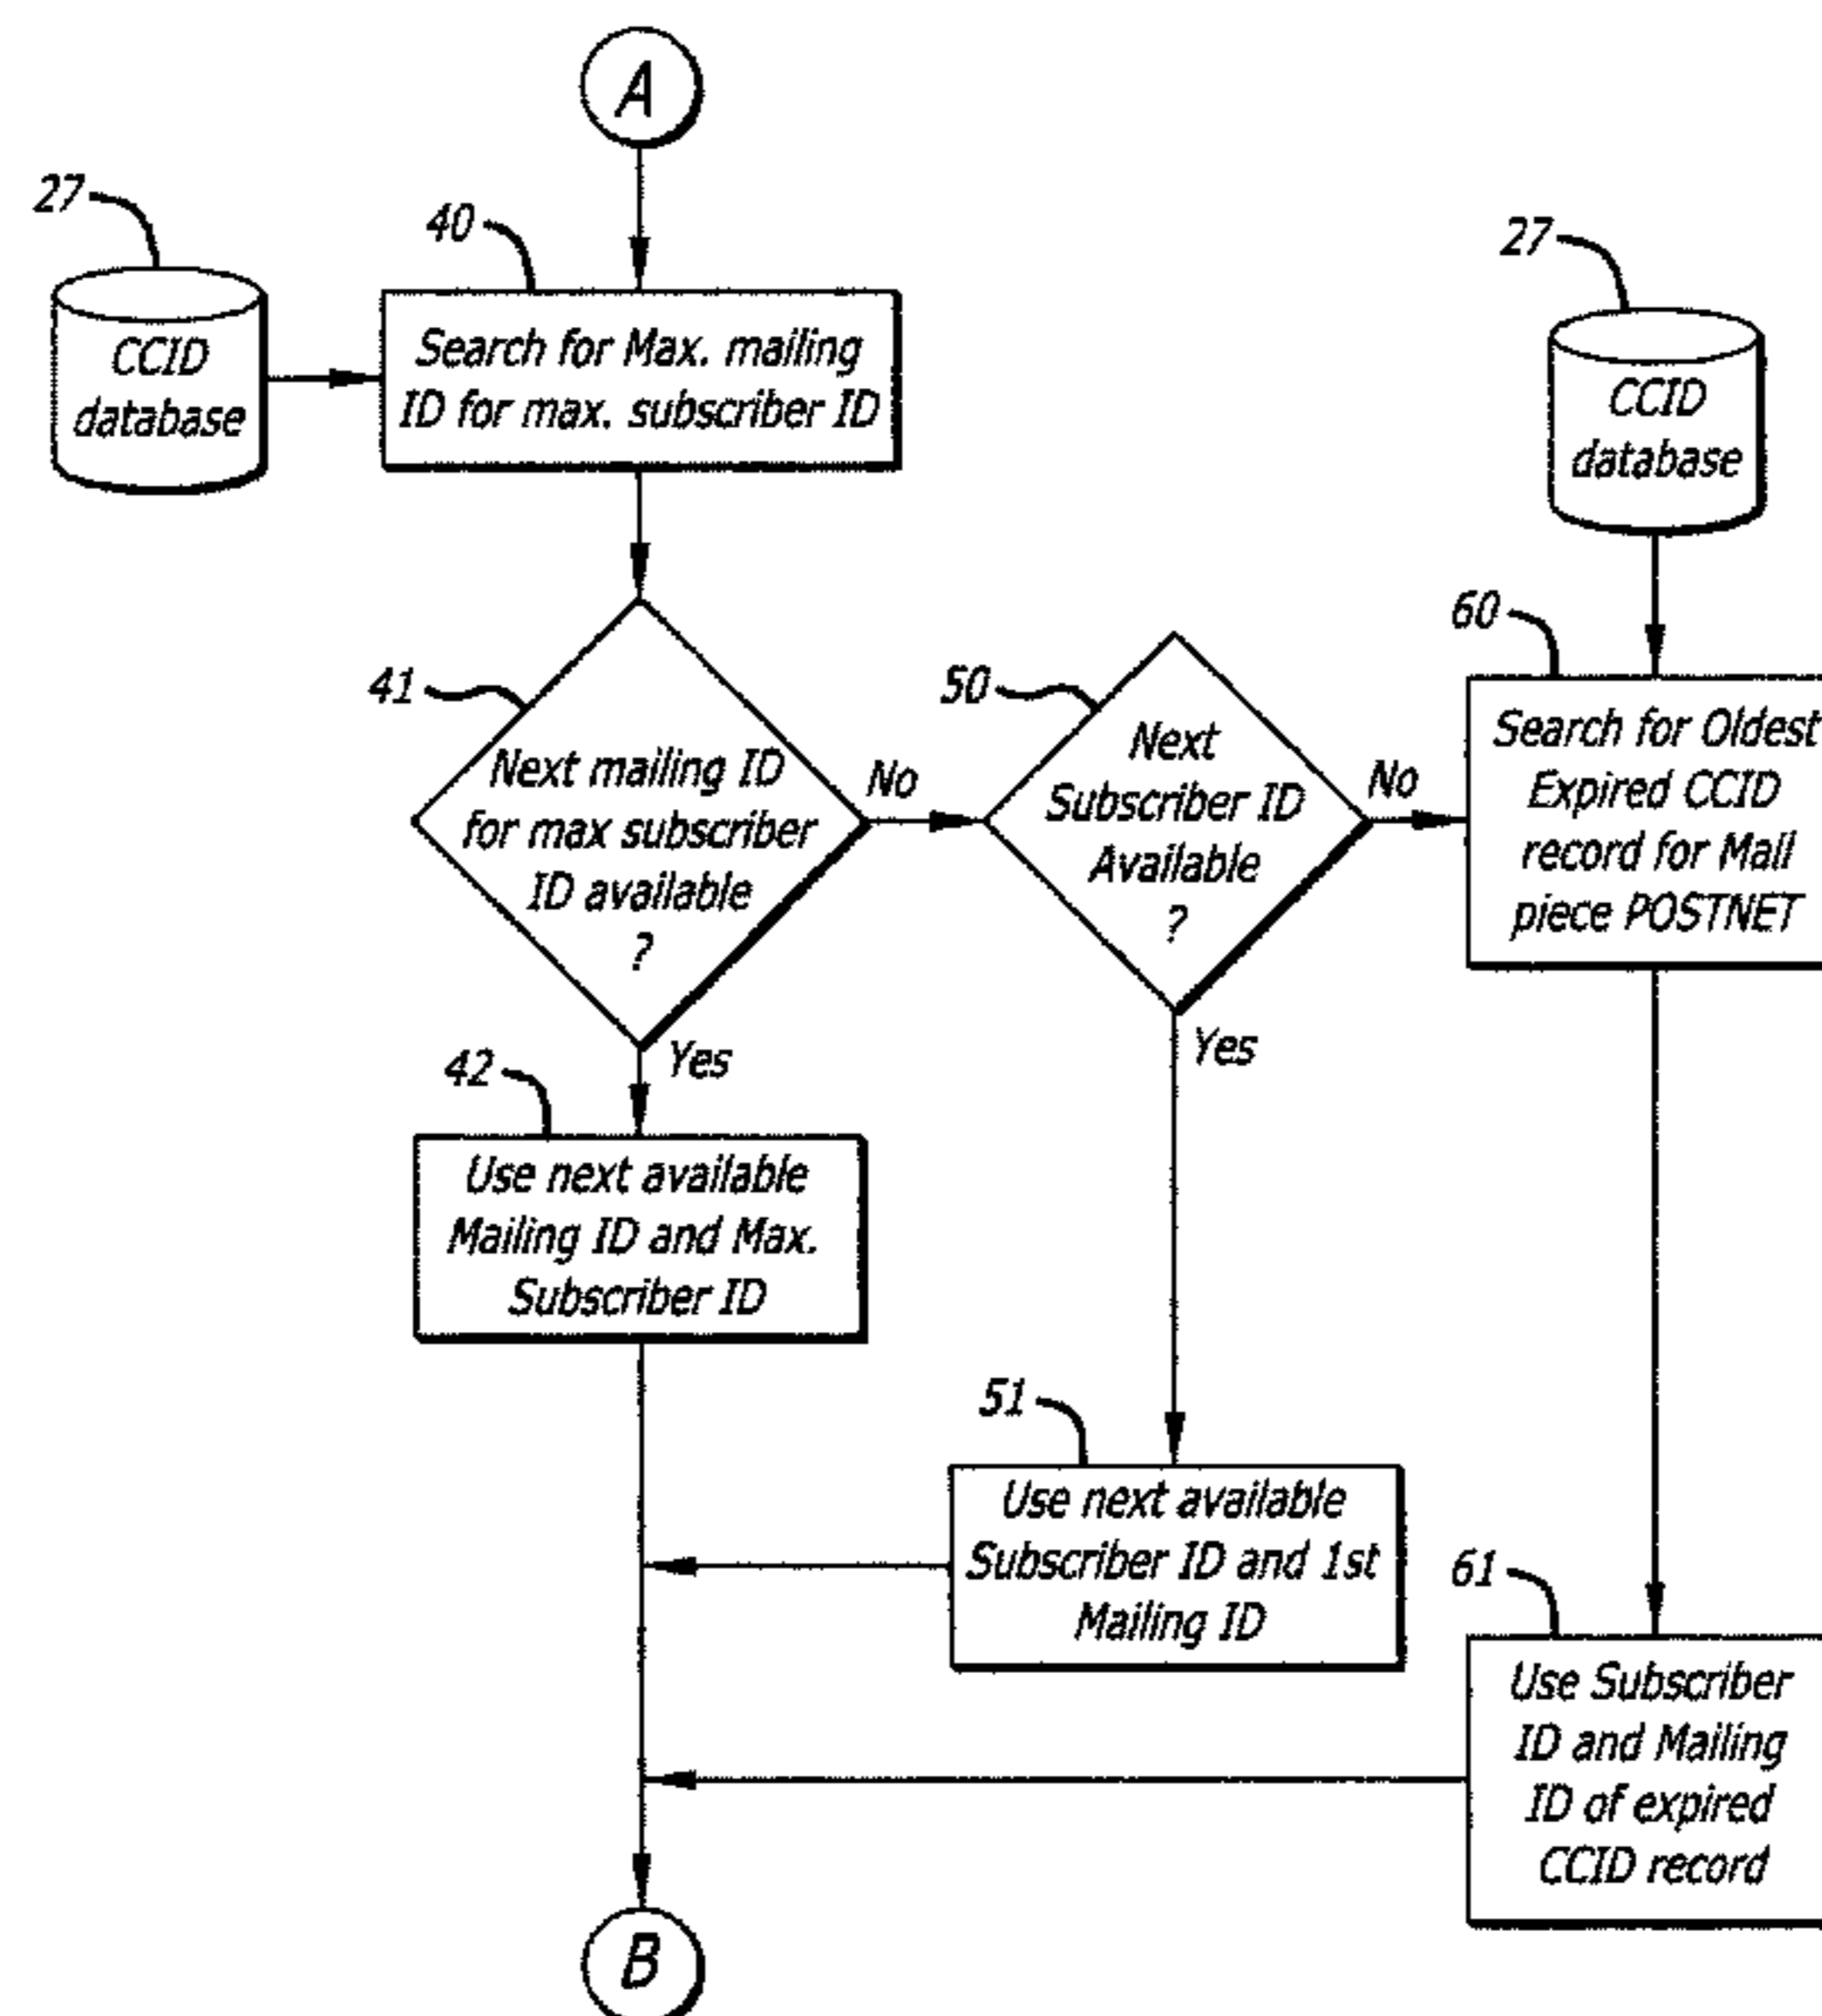 A
27
40
27
CCID
database
Search for Max. mailing
ID for max. subscriber ID
CCID
database
60
41
50
Next mailing ID
for max subscriber
ID available
?
No
Next
Subscriber ID
Available
?
No
Search for Oldest
Expired CCID
record for Mail
piece POSTNET
Yes
Yes
42
Use next available
Mailing ID and Max.
Subscriber ID
51
Use next available
Subscriber ID and 1st
Mailing ID
61
Use Subscriber
ID and Mailing
ID of expired
CCID record
B